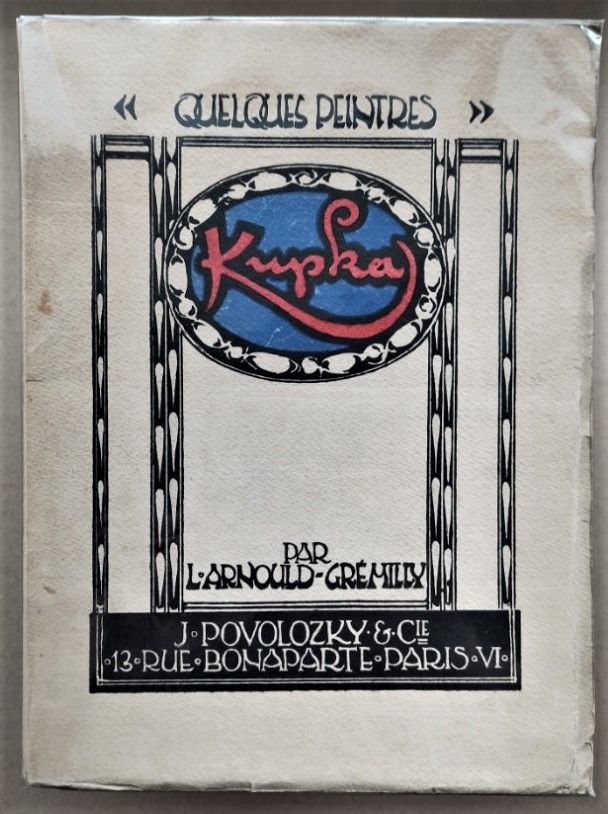 « QUELQUES PEINTRES »
Kupka
PAR
L·ARNOULD-GRÉMILLY
J·POVOLOZKY·&·CIE
·13·RUE·BONAPARTE·PARIS·VI·